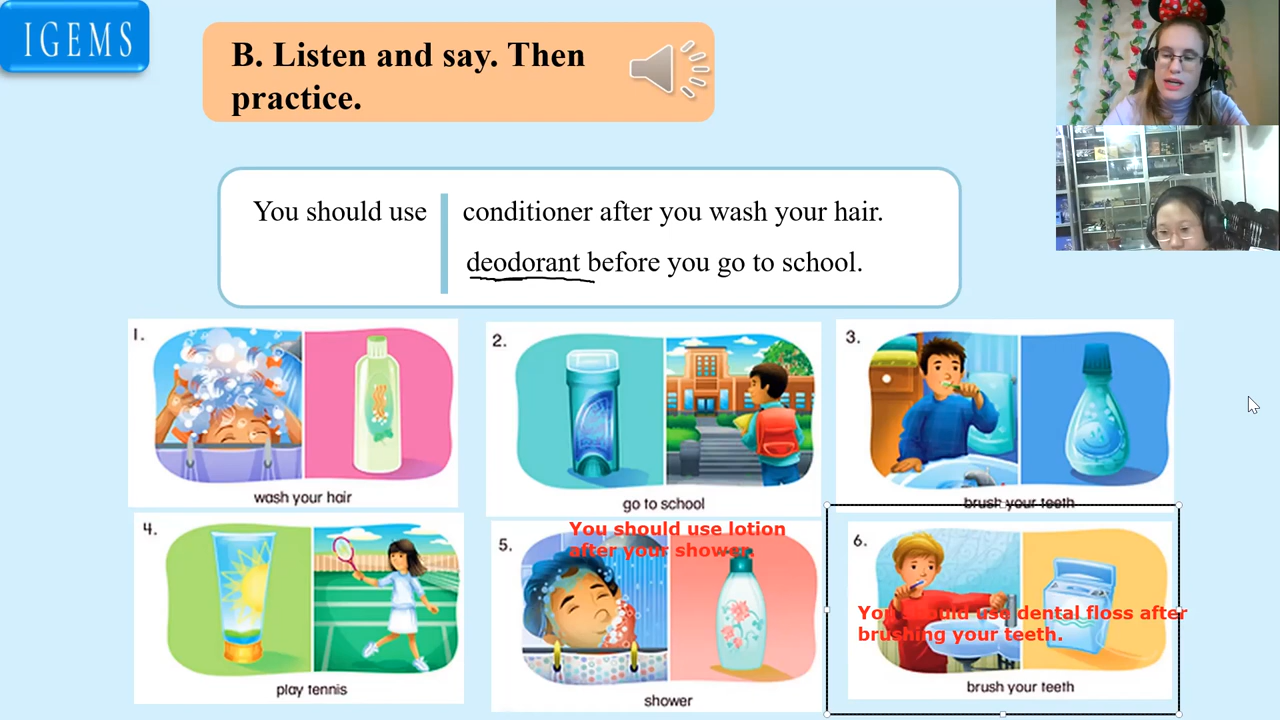 IGEMS
B. Listen and say. Then
practice.
You should use
conditioner after you wash your hair.
deodorant before you go to school.
1.
wash your hair
2.
go to school
3.
brush your teeth
4.
play tennis
5.
You should use lotion
after your shower.
shower
6.
You should use dental floss after
brushing your teeth.
brush your teeth